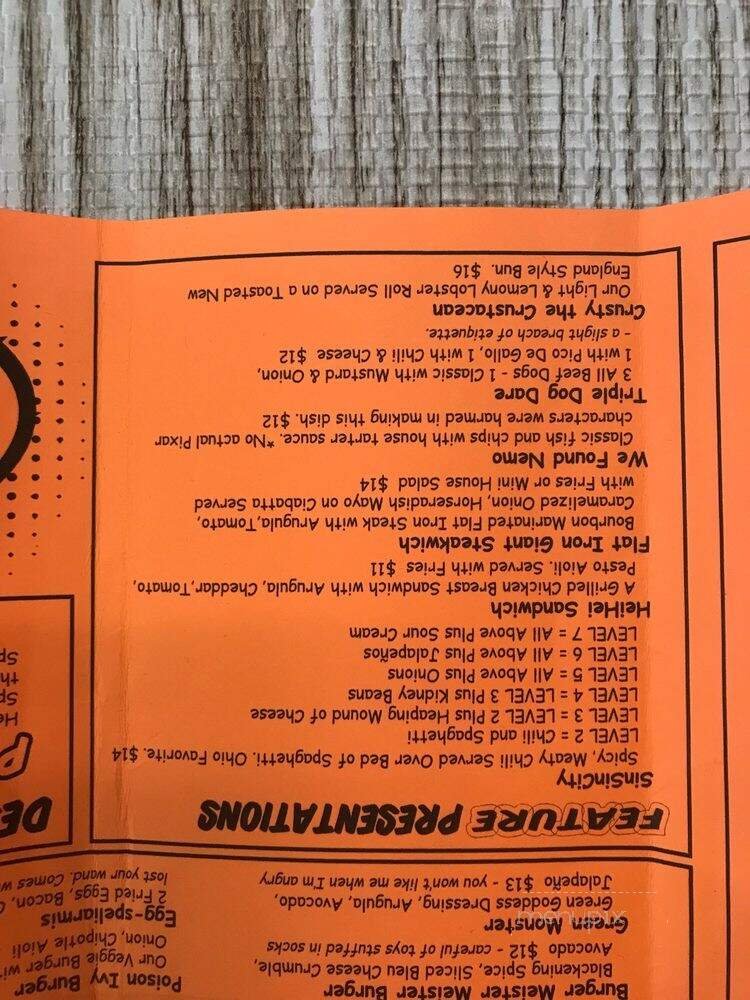 Burger Meister Meister Burger
Blackening Spice, Sliced Bleu Cheese Crumble,
Avocado $12 - careful of toys stuffed in socks
Green Monster
Green Goddess Dressing, Arugula, Avocado,
Jalapeño $13 - you won't like me when I'm angry
Poison Ivy Burger
Our Veggie Burger wi
Onion, Chipotle Aioli
Egg-speliarmis
2 Fried Eggs, Bacon,
lost your wand. Comes w
FEATURE PRESENTATIONS
SinSinCity
Spicy, Meaty Chili Served Over Bed of Spaghetti. Ohio Favorite. $14
LEVEL 2 = Chili and Spaghetti
LEVEL 3 = LEVEL 2 Plus Heaping Mound of Cheese
LEVEL 4 = LEVEL 3 Plus Kidney Beans
LEVEL 5 = All Above Plus Onions
LEVEL 6 = All Above Plus Jalapeños
LEVEL 7 = All Above Plus Sour Cream
HeiHei Sandwich
A Grilled Chicken Breast Sandwich with Arugula, Cheddar,Tomato,
Pesto Aioli. Served with Fries $11
Flat Iron Giant Steakwich
Bourbon Marinated Flat Iron Steak with Arugula,Tomato,
Caramelized Onion, Horseradish Mayo on Ciabatta Served
with Fries or Mini House Salad $14
We Found Nemo
Classic fish and chips with house tarter sauce. *No actual Pixar
characters were harmed in making this dish. $12
Triple Dog Dare
3 All Beef Dogs - 1 Classic with Mustard & Onion,
1 with Pico De Gallo, 1 with Chili & Cheese $12
- a slight breach of etiquette.
Crusty the Crustacean
Our Light & Lemony Lobster Roll Served on a Toasted New
England Style Bun. $16
DE
P
He
Sp
th
Sp
menupix